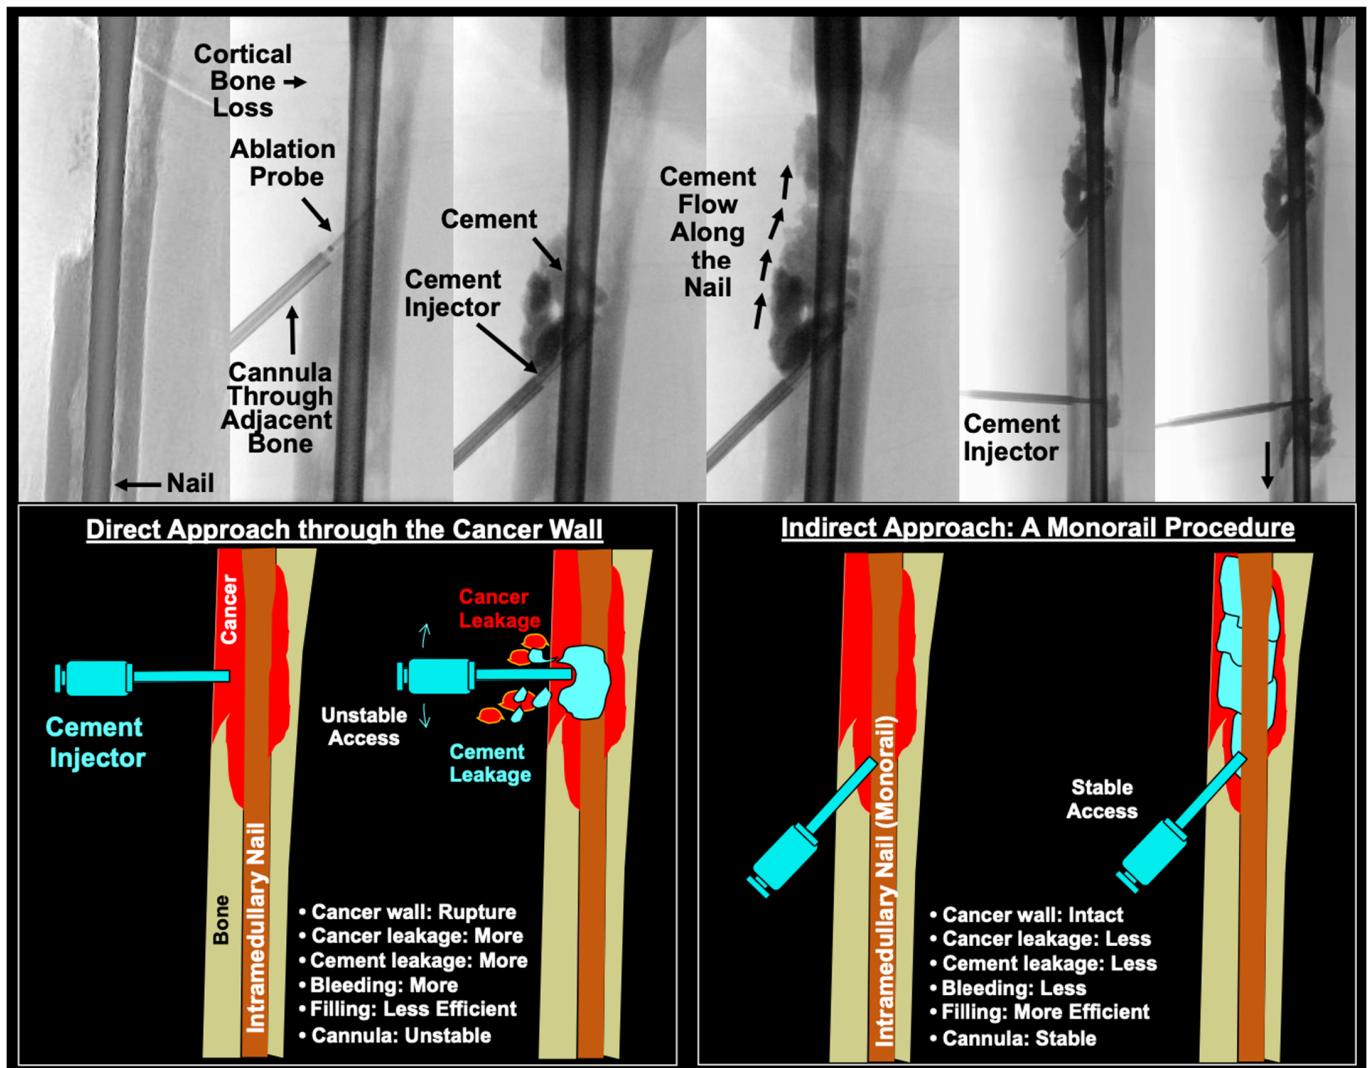 Cortical
Bone →
Loss
Ablation
Probe
Cannula
Through
Adjacent
Bone
← Nail
Cement
Cement
Injector
Cement
Flow
Along
the
Nail
Cement
Injector
Direct Approach through the Cancer Wall
Cancer
Cement
Injector
Bone
Intramedullary Nail
Cancer
Leakage
Unstable
Access
Cement
Leakage
• Cancer wall: Rupture
• Cancer leakage: More
• Cement leakage: More
• Bleeding: More
• Filling: Less Efficient
• Cannula: Unstable
Indirect Approach: A Monorail Procedure
Intramedullary Nail (Monorail)
Stable
Access
• Cancer wall: Intact
• Cancer leakage: Less
• Cement leakage: Less
• Bleeding: Less
• Filling: More Efficient
• Cannula: Stable